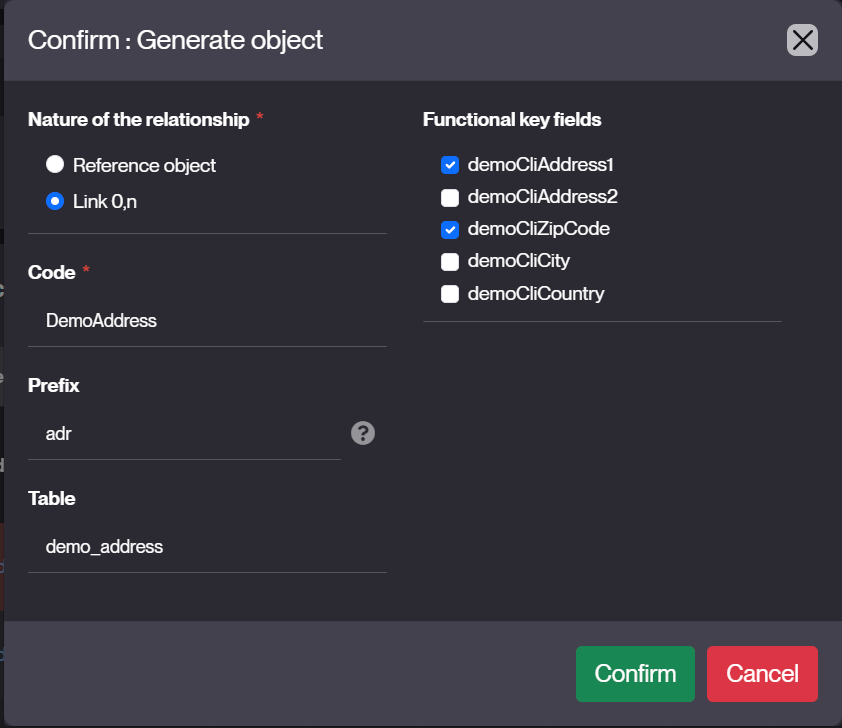 Confirm : Generate object
Nature of the relationship *
Reference object
Link 0,n
Code *
DemoAddress
Prefix
adr
?
Table
demo_address
Functional key fields
demoCliAddress1
demoCliAddress2
demoCliZipCode
demoCliCity
demoCliCountry
Confirm
Cancel